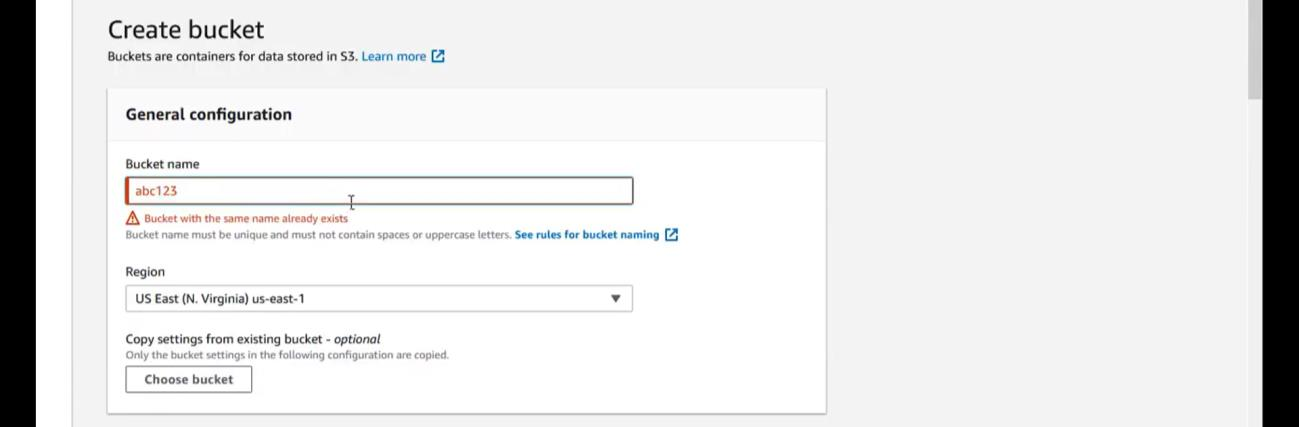 Create bucket
Buckets are containers for data stored in S3. Learn more
General configuration
Bucket name
abc123
Bucket with the same name already exists
Bucket name must be unique and must not contain spaces or uppercase letters. See rules for bucket naming
Region
US East (N. Virginia) us-east-1
Copy settings from existing bucket - optional
Only the bucket settings in the following configuration are copied.
Choose bucket